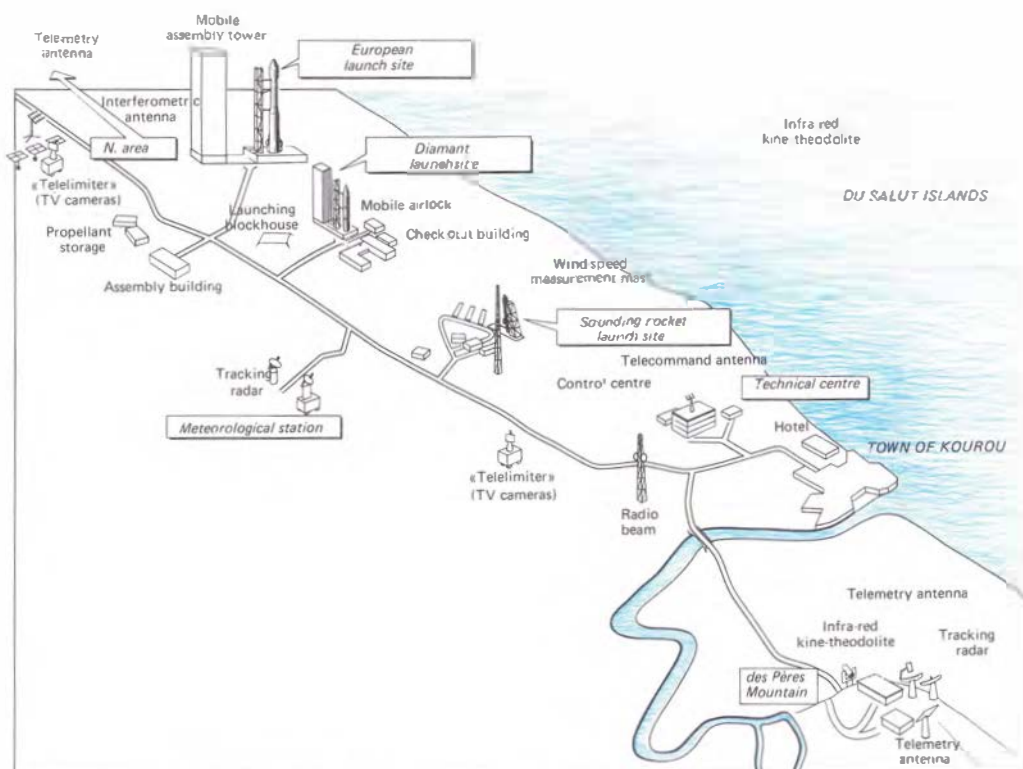 Mobile
assembly tower
Telemetry
antenna
European
launch site
Interferometric
antenna
N. area
Infra red
kine theodolite
Diamant
launch site
«Telelimiter»
(TV cameras)
DU SALUT ISLANDS
Launching
blockhouse
Mobile airlock
Propellant
storage
Check out building
Assembly building
Wind speed
measurement mast
Sounding rocket
launch site
Telecommand antenna
Tracking
radar
Control centre
Technical centre
Meteorological station
Hotel
TOWN OF KOUROU
«Telelimiter»
(TV cameras)
Radio
beam
Telemetry antenna
Infra-red
kine-theodolite
Tracking
radar
des Pères
Mountain
Telemetry
antenna